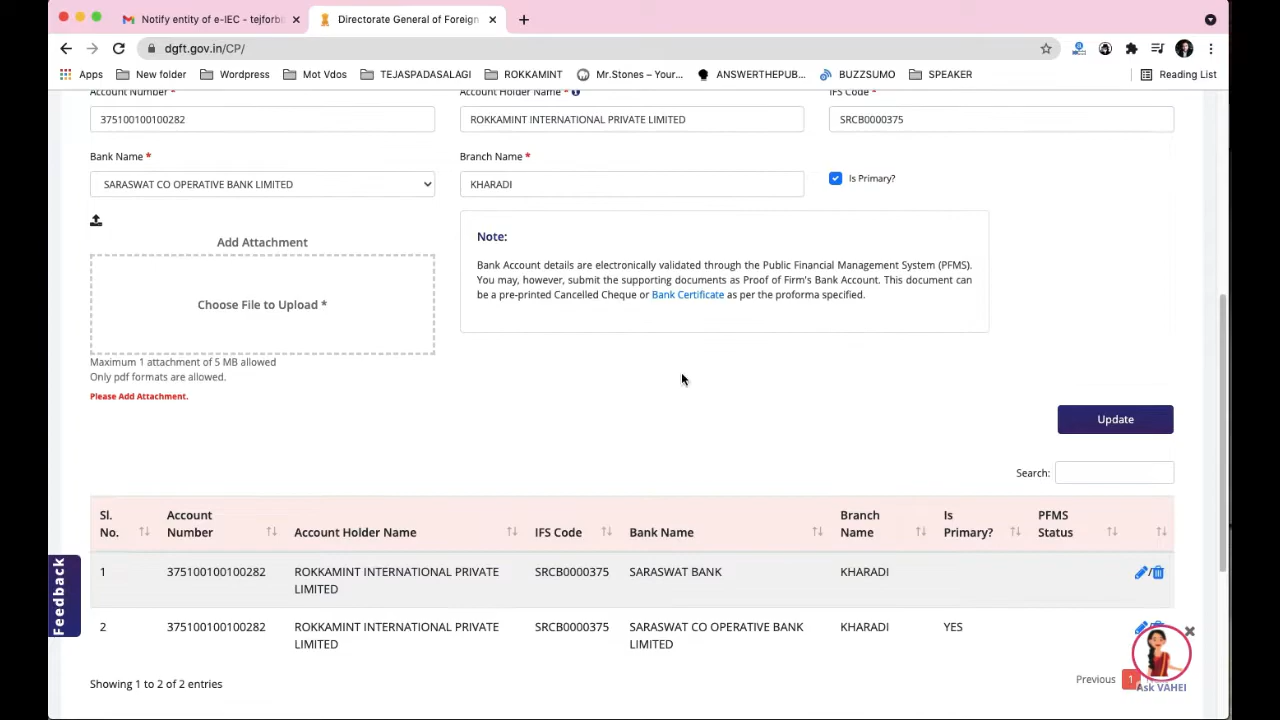 Notify entity of e-IEC - tejforbi
Directorate General of Foreign
dgft.gov.in/CP/
Apps
New folder
Wordpress
Mot Vdos
TEJASPADASALAGI
ROKKAMINT
Mr.Stones – Your...
ANSWERTHEPUB...
BUZZSUMO
SPEAKER
Reading List
Account Number *
Account Holder Name *
IFS Code *
375100100100282
ROKKAMINT INTERNATIONAL PRIVATE LIMITED
SRCB0000375
Bank Name *
Branch Name *
SARASWAT CO OPERATIVE BANK LIMITED
KHARADI
Is Primary?
Add Attachment
Choose File to Upload *
Maximum 1 attachment of 5 MB allowed
Only pdf formats are allowed.
Please Add Attachment.
Note:
Bank Account details are electronically validated through the Public Financial Management System (PFMS).
You may, however, submit the supporting documents as Proof of Firm's Bank Account. This document can
be a pre-printed Cancelled Cheque or Bank Certificate as per the proforma specified.
Update
Search:
Sl. No.
Account Number
Account Holder Name
IFS Code
Bank Name
Branch Name
Is Primary?
PFMS Status
1
375100100100282
ROKKAMINT INTERNATIONAL PRIVATE
LIMITED
SRCB0000375
SARASWAT BANK
KHARADI
/
2
375100100100282
ROKKAMINT INTERNATIONAL PRIVATE
LIMITED
SRCB0000375
SARASWAT CO OPERATIVE BANK
LIMITED
KHARADI
YES
Showing 1 to 2 of 2 entries
Previous
1
Ask VAHEI
Feedback